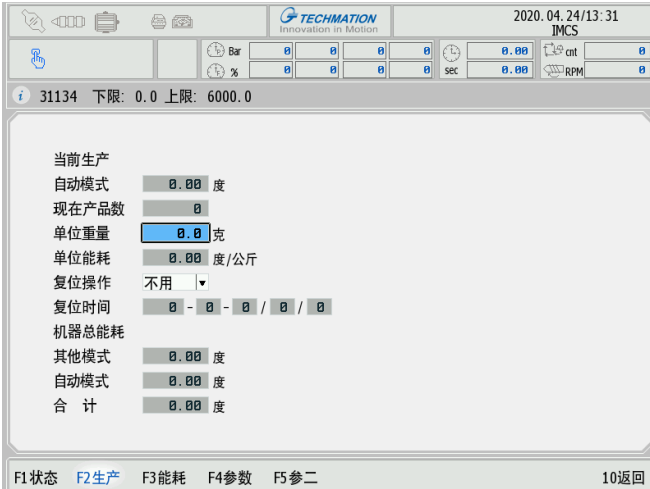 TECHMATION
Innovation in Motion
2020.04.24/13:31
IMCS
Bar 0 0 0 0 0.00 cnt 0
% 0 0 0 0 sec 0.00 RPM 0
i 31134 下限: 0.0 上限: 6000.0
当前生产
自动模式 0.00 度
现在产品数 0
单位重量 0.0 克
单位能耗 0.00 度/公斤
复位操作 不用
复位时间 0 - 0 - 0 / 0 / 0
机器总能耗
其他模式 0.00 度
自动模式 0.00 度
合 计 0.00 度
F1状态 F2生产 F3能耗 F4参数 F5参二 10返回